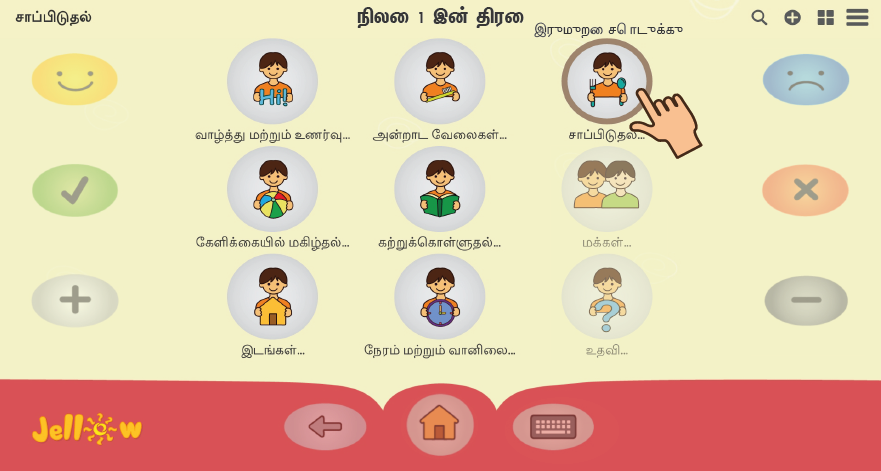 சாப்பிடுதல்
நிலை 1 இன் திரை
இருமுறை சொடுக்கு
Hi!
வாழ்த்து மற்றும் உணர்வு...
அன்றாட வேலைகள்...
சாப்பிடுதல்...
கேளிக்கையில் மகிழ்தல்...
கற்றுக்கொள்ளுதல்...
மக்கள்...
?
இடங்கள்...
நேரம் மற்றும் வானிலை...
உதவி...
Jellow